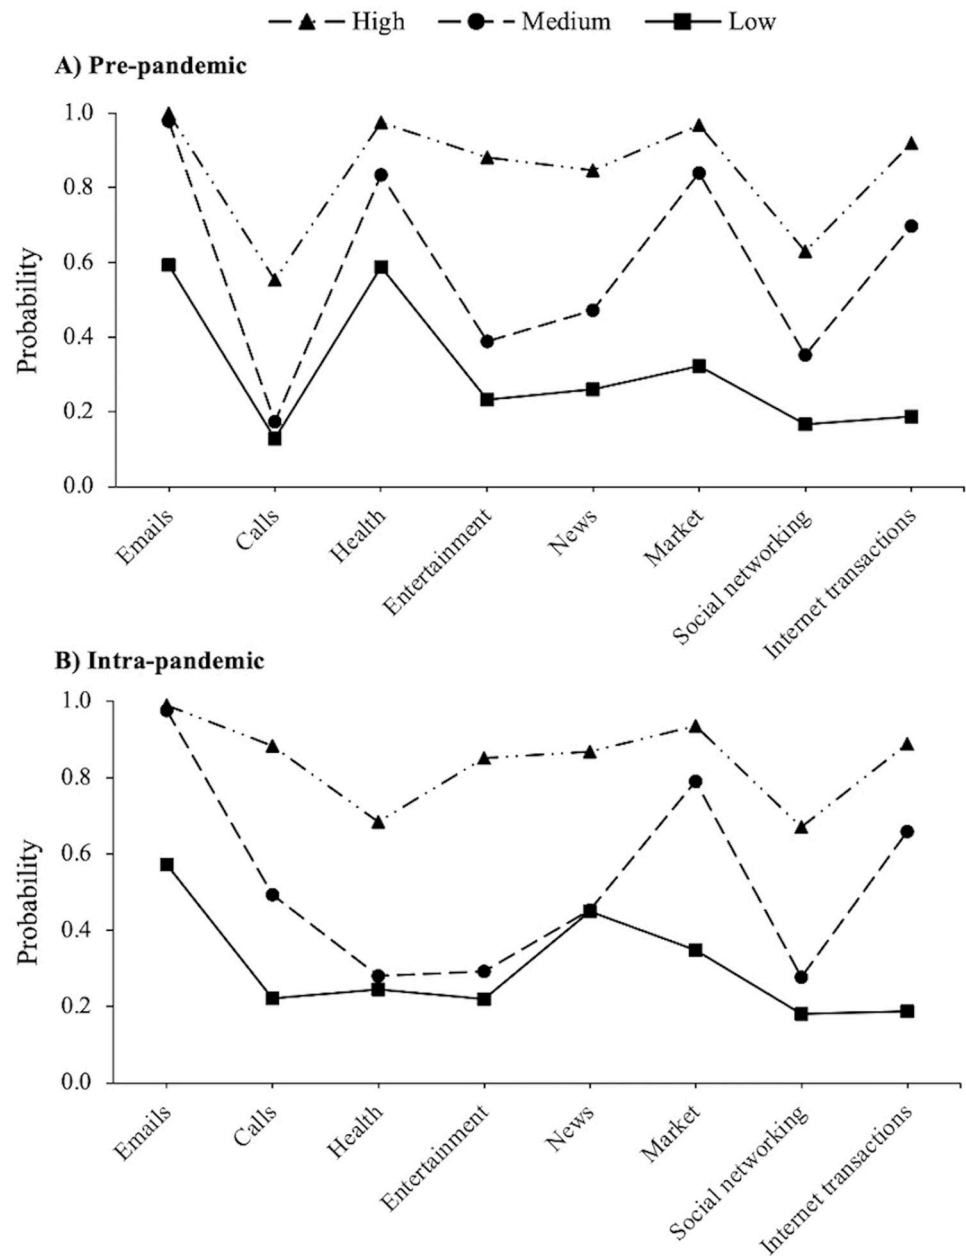 High Medium Low
A) Pre-pandemic
1.0
0.8
0.6
0.4
0.2
0.0
Probability
Emails
Calls
Health
Entertainment
News
Market
Social networking
Internet transactions
B) Intra-pandemic
1.0
0.8
0.6
0.4
0.2
0.0
Probability
Emails
Calls
Health
Entertainment
News
Market
Social networking
Internet transactions